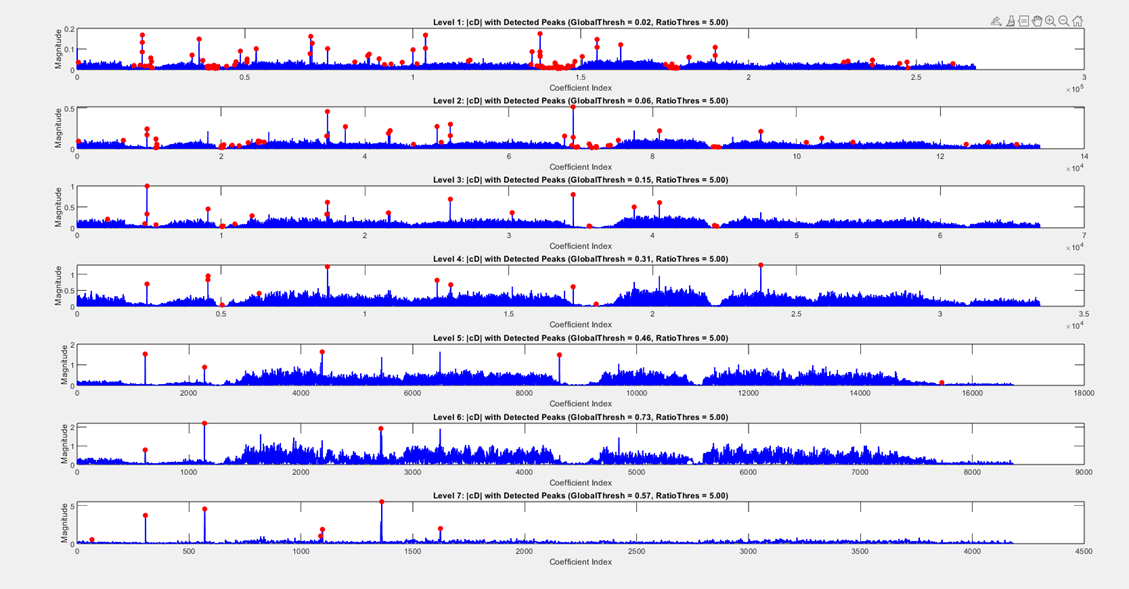 Level 1: |cD| with Detected Peaks (GlobalThresh = 0.02, RatioThres = 5.00)
Magnitude
0.2
0.1
0
0 0.5 1 1.5 2 2.5 3
Coefficient Index
×10⁵
Level 2: |cD| with Detected Peaks (GlobalThresh = 0.06, RatioThres = 5.00)
Magnitude
0.5
0
0 2 4 6 8 10 12 14
Coefficient Index
×10⁴
Level 3: |cD| with Detected Peaks (GlobalThresh = 0.15, RatioThres = 5.00)
Magnitude
1
0.5
0
0 1 2 3 4 5 6 7
Coefficient Index
×10⁴
Level 4: |cD| with Detected Peaks (GlobalThresh = 0.31, RatioThres = 5.00)
Magnitude
1
0.5
0
0 0.5 1 1.5 2 2.5 3 3.5
Coefficient Index
×10⁴
Level 5: |cD| with Detected Peaks (GlobalThresh = 0.46, RatioThres = 5.00)
Magnitude
2
1
0
0 2000 4000 6000 8000 10000 12000 14000 16000 18000
Coefficient Index
Level 6: |cD| with Detected Peaks (GlobalThresh = 0.73, RatioThres = 5.00)
Magnitude
2
1
0
0 1000 2000 3000 4000 5000 6000 7000 8000 9000
Coefficient Index
Level 7: |cD| with Detected Peaks (GlobalThresh = 0.57, RatioThres = 5.00)
Magnitude
5
0
0 500 1000 1500 2000 2500 3000 3500 4000 4500
Coefficient Index